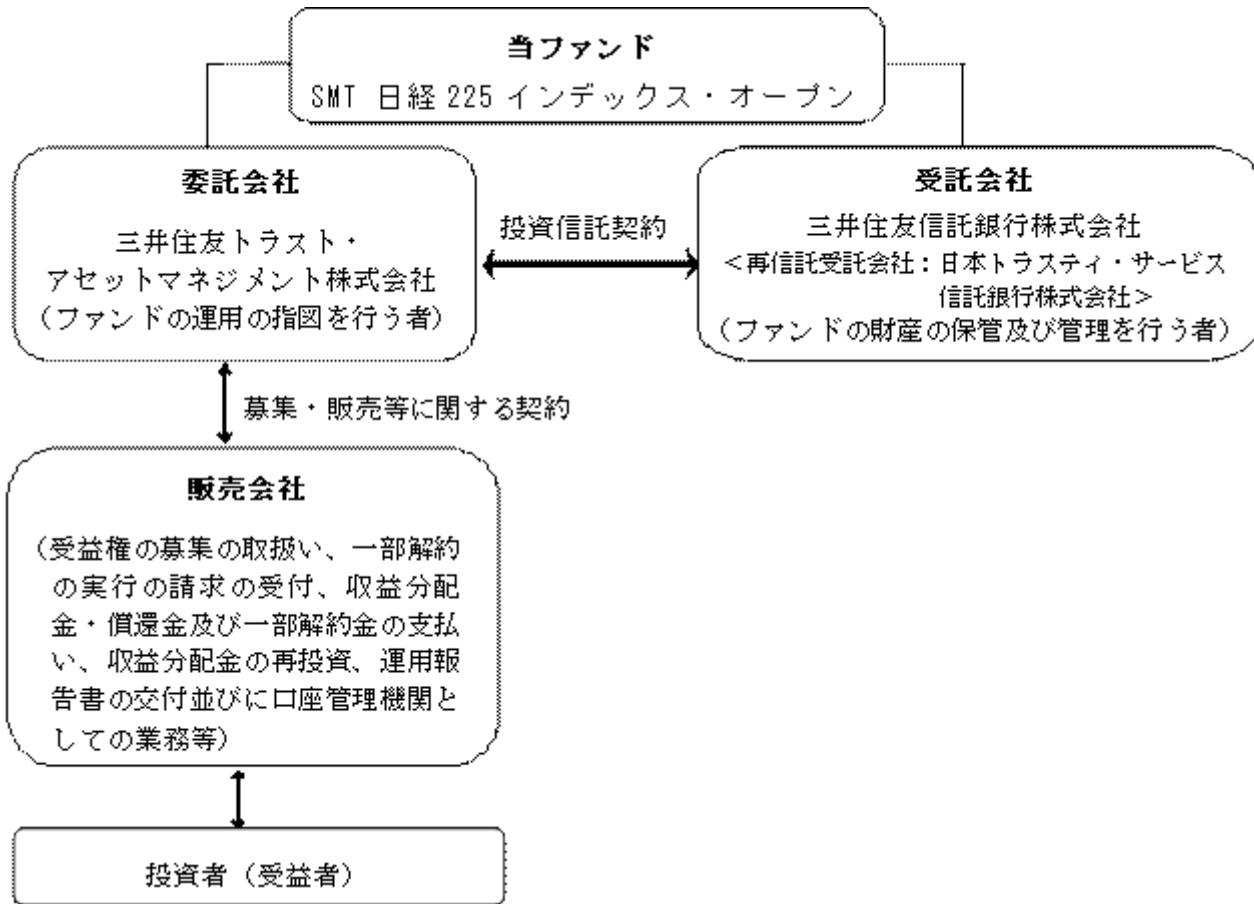 当ファンド
SMT 日経225インデックス・オープン
委託会社
三井住友トラスト・
アセットマネジメント株式会社
(ファンドの運用の指図を行う者)
投資信託契約
受託会社
三井住友信託銀行株式会社
<再信託受託会社:日本トラスティ・サービス
信託銀行株式会社>
(ファンドの財産の保管及び管理を行う者)
募集・販売等に関する契約
販売会社
(受益権の募集の取扱い、一部解約
の実行の請求の受付、収益分配
金・償還金及び一部解約金の支払
い、収益分配金の再投資、運用報
告書の交付並びに口座管理機関と
しての業務等)
投資者(受益者)